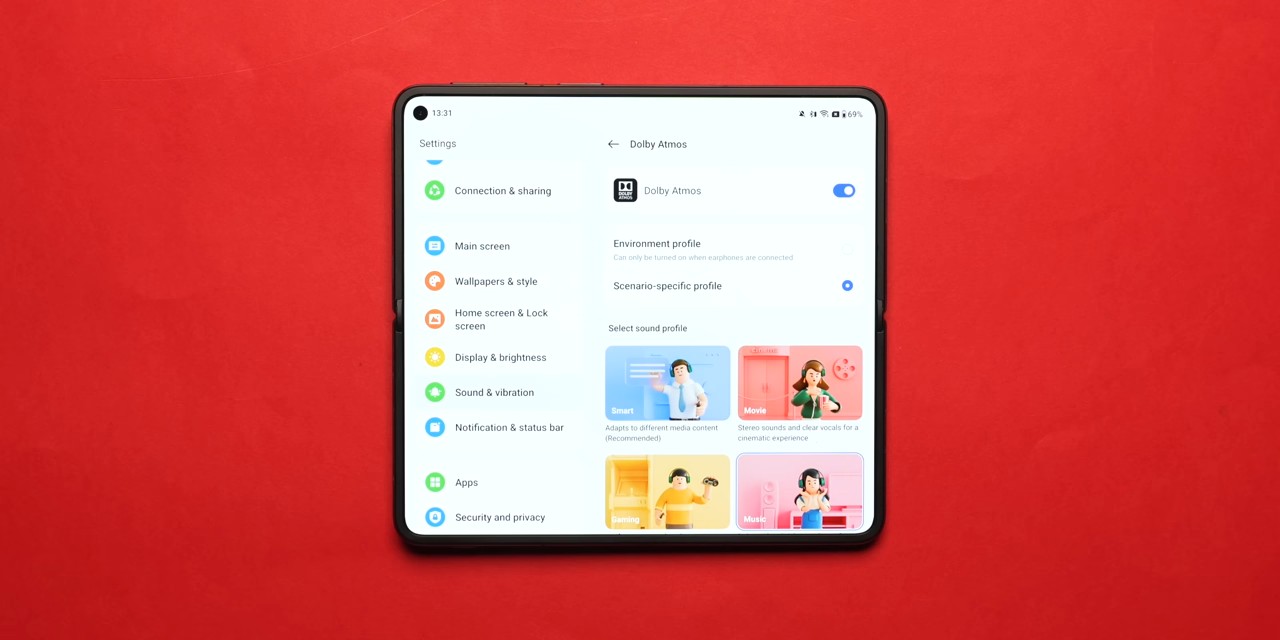 13:31
69%
Settings
Connection & sharing
Main screen
Wallpapers & style
Home screen & Lock
screen
Display & brightness
Sound & vibration
Notification & status bar
Apps
Security and privacy
Dolby Atmos
DOLBY
ATMOS
Dolby Atmos
Environment profile
Can only be turned on when earphones are connected
Scenario-specific profile
Select sound profile
Smart
Adapts to different media content
(Recommended)
Movie
Stereo sounds and clear vocals for a
cinematic experience
Gaming
Music